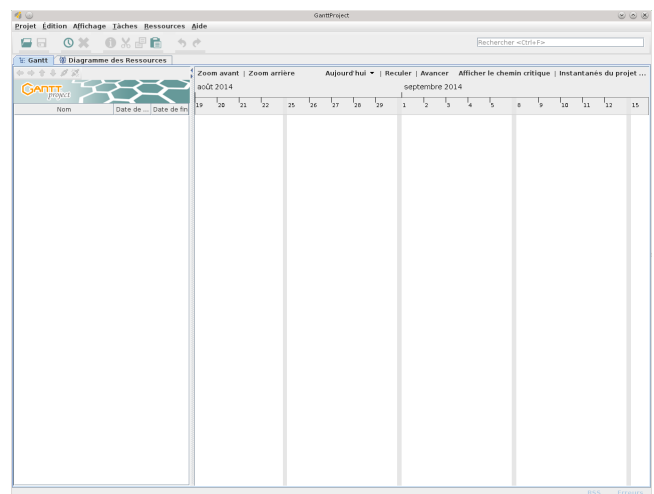 GanttProject
Projet Édition Affichage Tâches Ressources Aide
Rechercher <Ctrl+F>
Gantt Diagramme des Ressources
Zoom avant | Zoom arrière Aujourd'hui | Reculer | Avancer Afficher le chemin critique | Instantanés du projet ...
GANTT project
août 2014 septembre 2014
Nom Date de ... Date de fin
19 20 21 22 25 26 27 28 29 1 2 3 4 5 8 9 10 11 12 15
RSS Erreurs